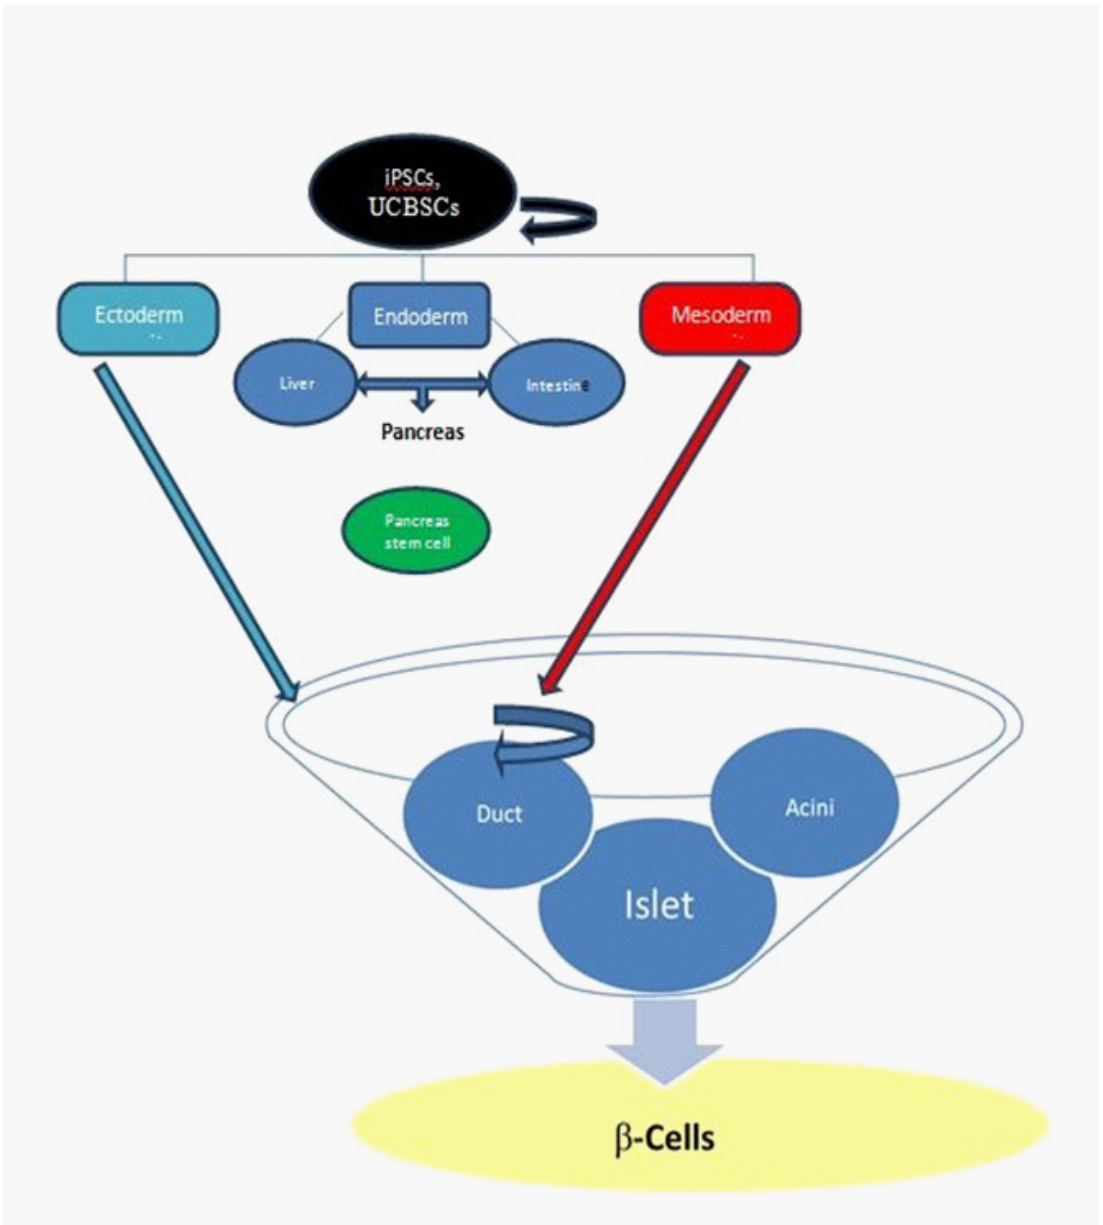 iPSCs,
UCBSCs
Ectoderm
Endoderm
Mesoderm
Liver
Intestine
Pancreas
Pancreas
stem cell
Duct
Acini
Islet
β-Cells